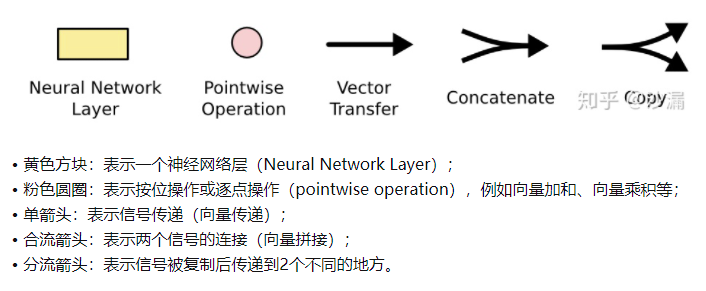 Neural Network
Layer
Pointwise
Operation
Vector
Transfer
Concatenate
Copy
知乎
• 黄色方块：表示一个神经网络层（Neural Network Layer）；
• 粉色圆圈：表示按位操作或逐点操作（pointwise operation），例如向量加和、向量乘积等；
• 单箭头：表示信号传递（向量传递）；
• 合流箭头：表示两个信号的连接（向量拼接）；
• 分流箭头：表示信号被复制后传递到2个不同的地方。